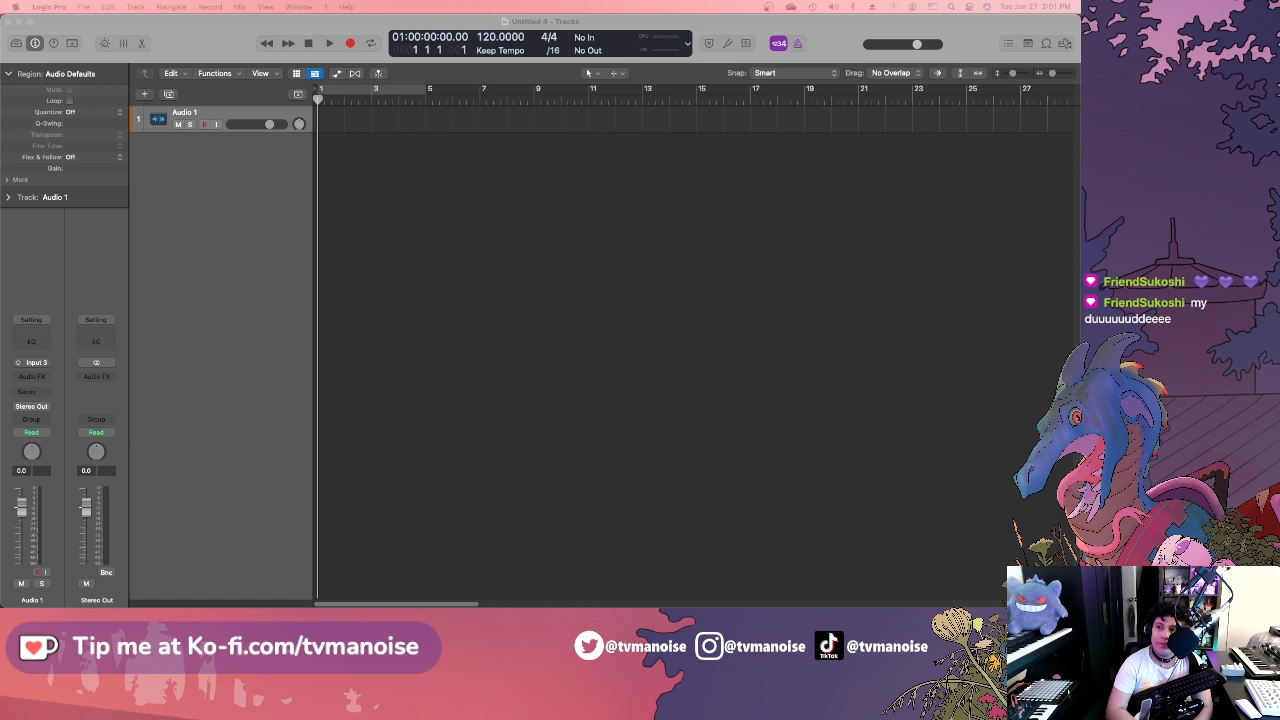 Logic Pro File Edit Track Navigate Record Mix View Window 1 Help Tue Jun 27 2:01 PM
Untitled 4 - Tracks
01:00:00:00.00 120.0000 4/4 No In CPU
1 1 1 1 Keep Tempo /16 No Out
1234
Region: Audio Defaults Edit Functions View Snap: Smart Drag: No Overlap
Mute:
Loop:
Quantize: Off
Q-Swing:
Transpose:
Fine Tune:
Flex & Follow: Off
Gain:
More
Track: Audio 1
1 3 5 7 9 11 13 15 17 19 21 23 25 27
1 Audio 1
M S R I
Setting Setting
EQ EQ
Input 3
Audio FX Audio FX
Sends
Stereo Out
Group Group
Read Read
0.0 0.0
R I Bnc
M S M
Audio 1 Stereo Out
FriendSukoshi 💜 💜 💜
FriendSukoshi my
duuuuuuddeeee
Tip me at Ko-fi.com/tvmanoise
@tvmanoise @tvmanoise TikTok @tvmanoise